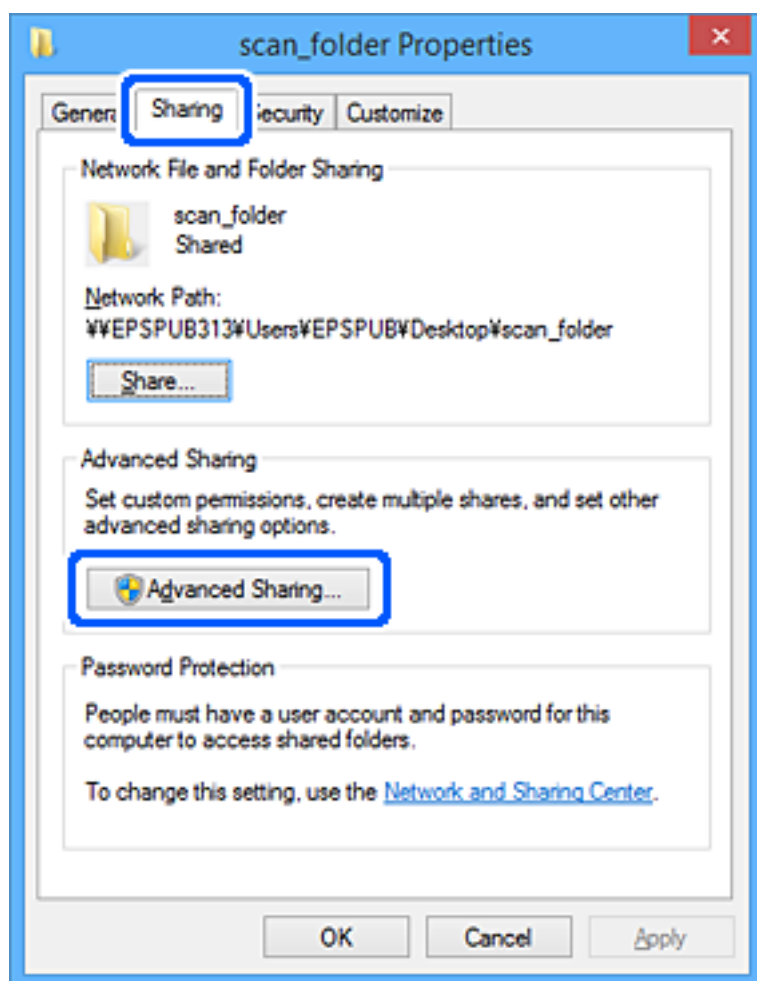 scan_folder Properties
General Sharing Security Customize
Network File and Folder Sharing
scan_folder
Shared
Network Path:
¥¥EPSPUB313¥Users¥EPSPUB¥Desktop¥scan_folder
Share...
Advanced Sharing
Set custom permissions, create multiple shares, and set other
advanced sharing options.
Advanced Sharing...
Password Protection
People must have a user account and password for this
computer to access shared folders.
To change this setting, use the Network and Sharing Center.
OK Cancel Apply